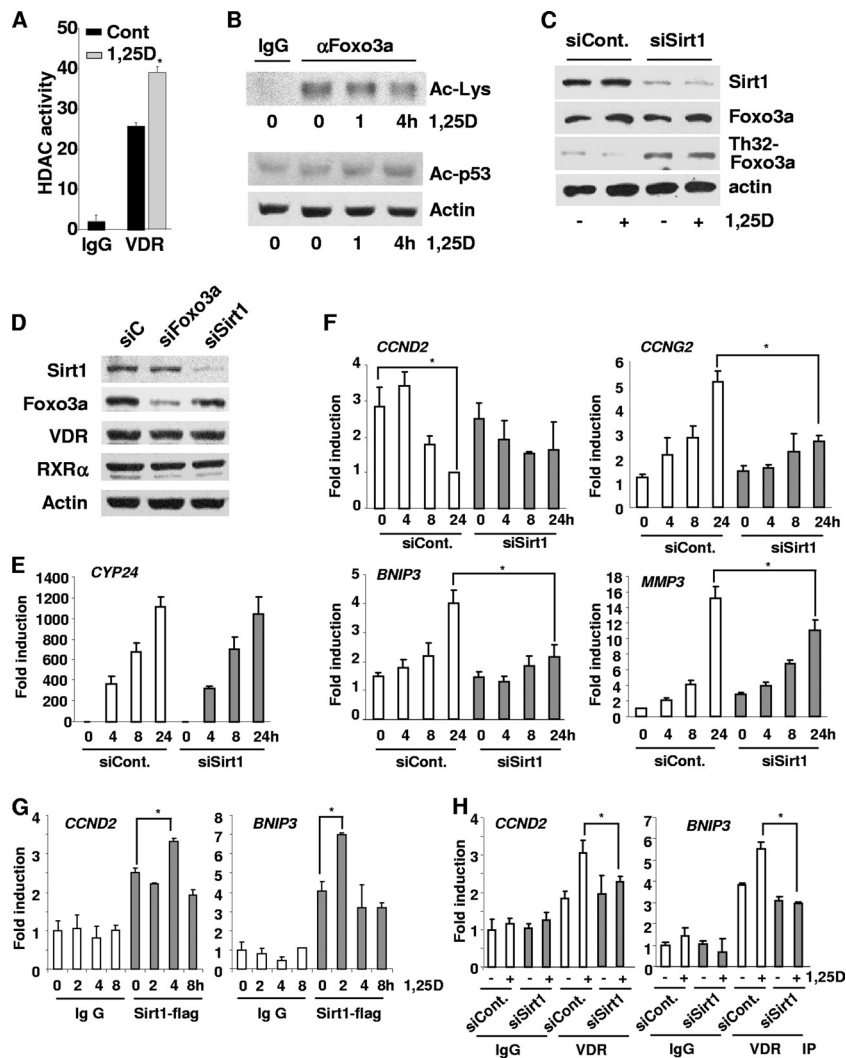 A
Cont
1,25D
*
HDAC activity
50
40
30
20
10
0
IgG VDR
B
IgG αFoxo3a
Ac-Lys
0 0 1 4h 1,25D
Ac-p53
Actin
0 0 1 4h 1,25D
C
siCont. siSirt1
Sirt1
Foxo3a
Th32-
Foxo3a
actin
- + - + 1,25D
D
siC siFoxo3a siSirt1
Sirt1
Foxo3a
VDR
RXRα
Actin
E
CYP24
Fold induction
1400
1200
1000
800
600
400
200
0
0 4 8 24 0 4 8 24h
siCont. siSirt1
F
CCND2
*
Fold induction
4
3
2
1
0
0 4 8 24 0 4 8 24h
siCont. siSirt1
CCNG2
*
Fold induction
6
5
4
3
2
1
0
0 4 8 24 0 4 8 24h
siCont. siSirt1
BNIP3
*
Fold induction
5
4
3
2
1
0
0 4 8 24 0 4 8 24h
siCont. siSirt1
MMP3
*
Fold induction
18
16
14
12
10
8
6
4
2
0
0 4 8 24 0 4 8 24h
siCont. siSirt1
G
CCND2
*
Fold induction
5
4
3
2
1
0
0 2 4 8 0 2 4 8h
Ig G Sirt1-flag
BNIP3
*
8
7
6
5
4
3
2
1
0
0 2 4 8 0 2 4 8h 1,25D
Ig G Sirt1-flag
H
CCND2
*
Fold induction
4
3
2
1
0
- + - + - + - +
siCont. siSirt1 siCont. siSirt1
IgG VDR
BNIP3
*
7
6
5
4
3
2
1
0
- + - + - + - + 1,25D
siCont. siSirt1 siCont. siSirt1
IgG VDR IP